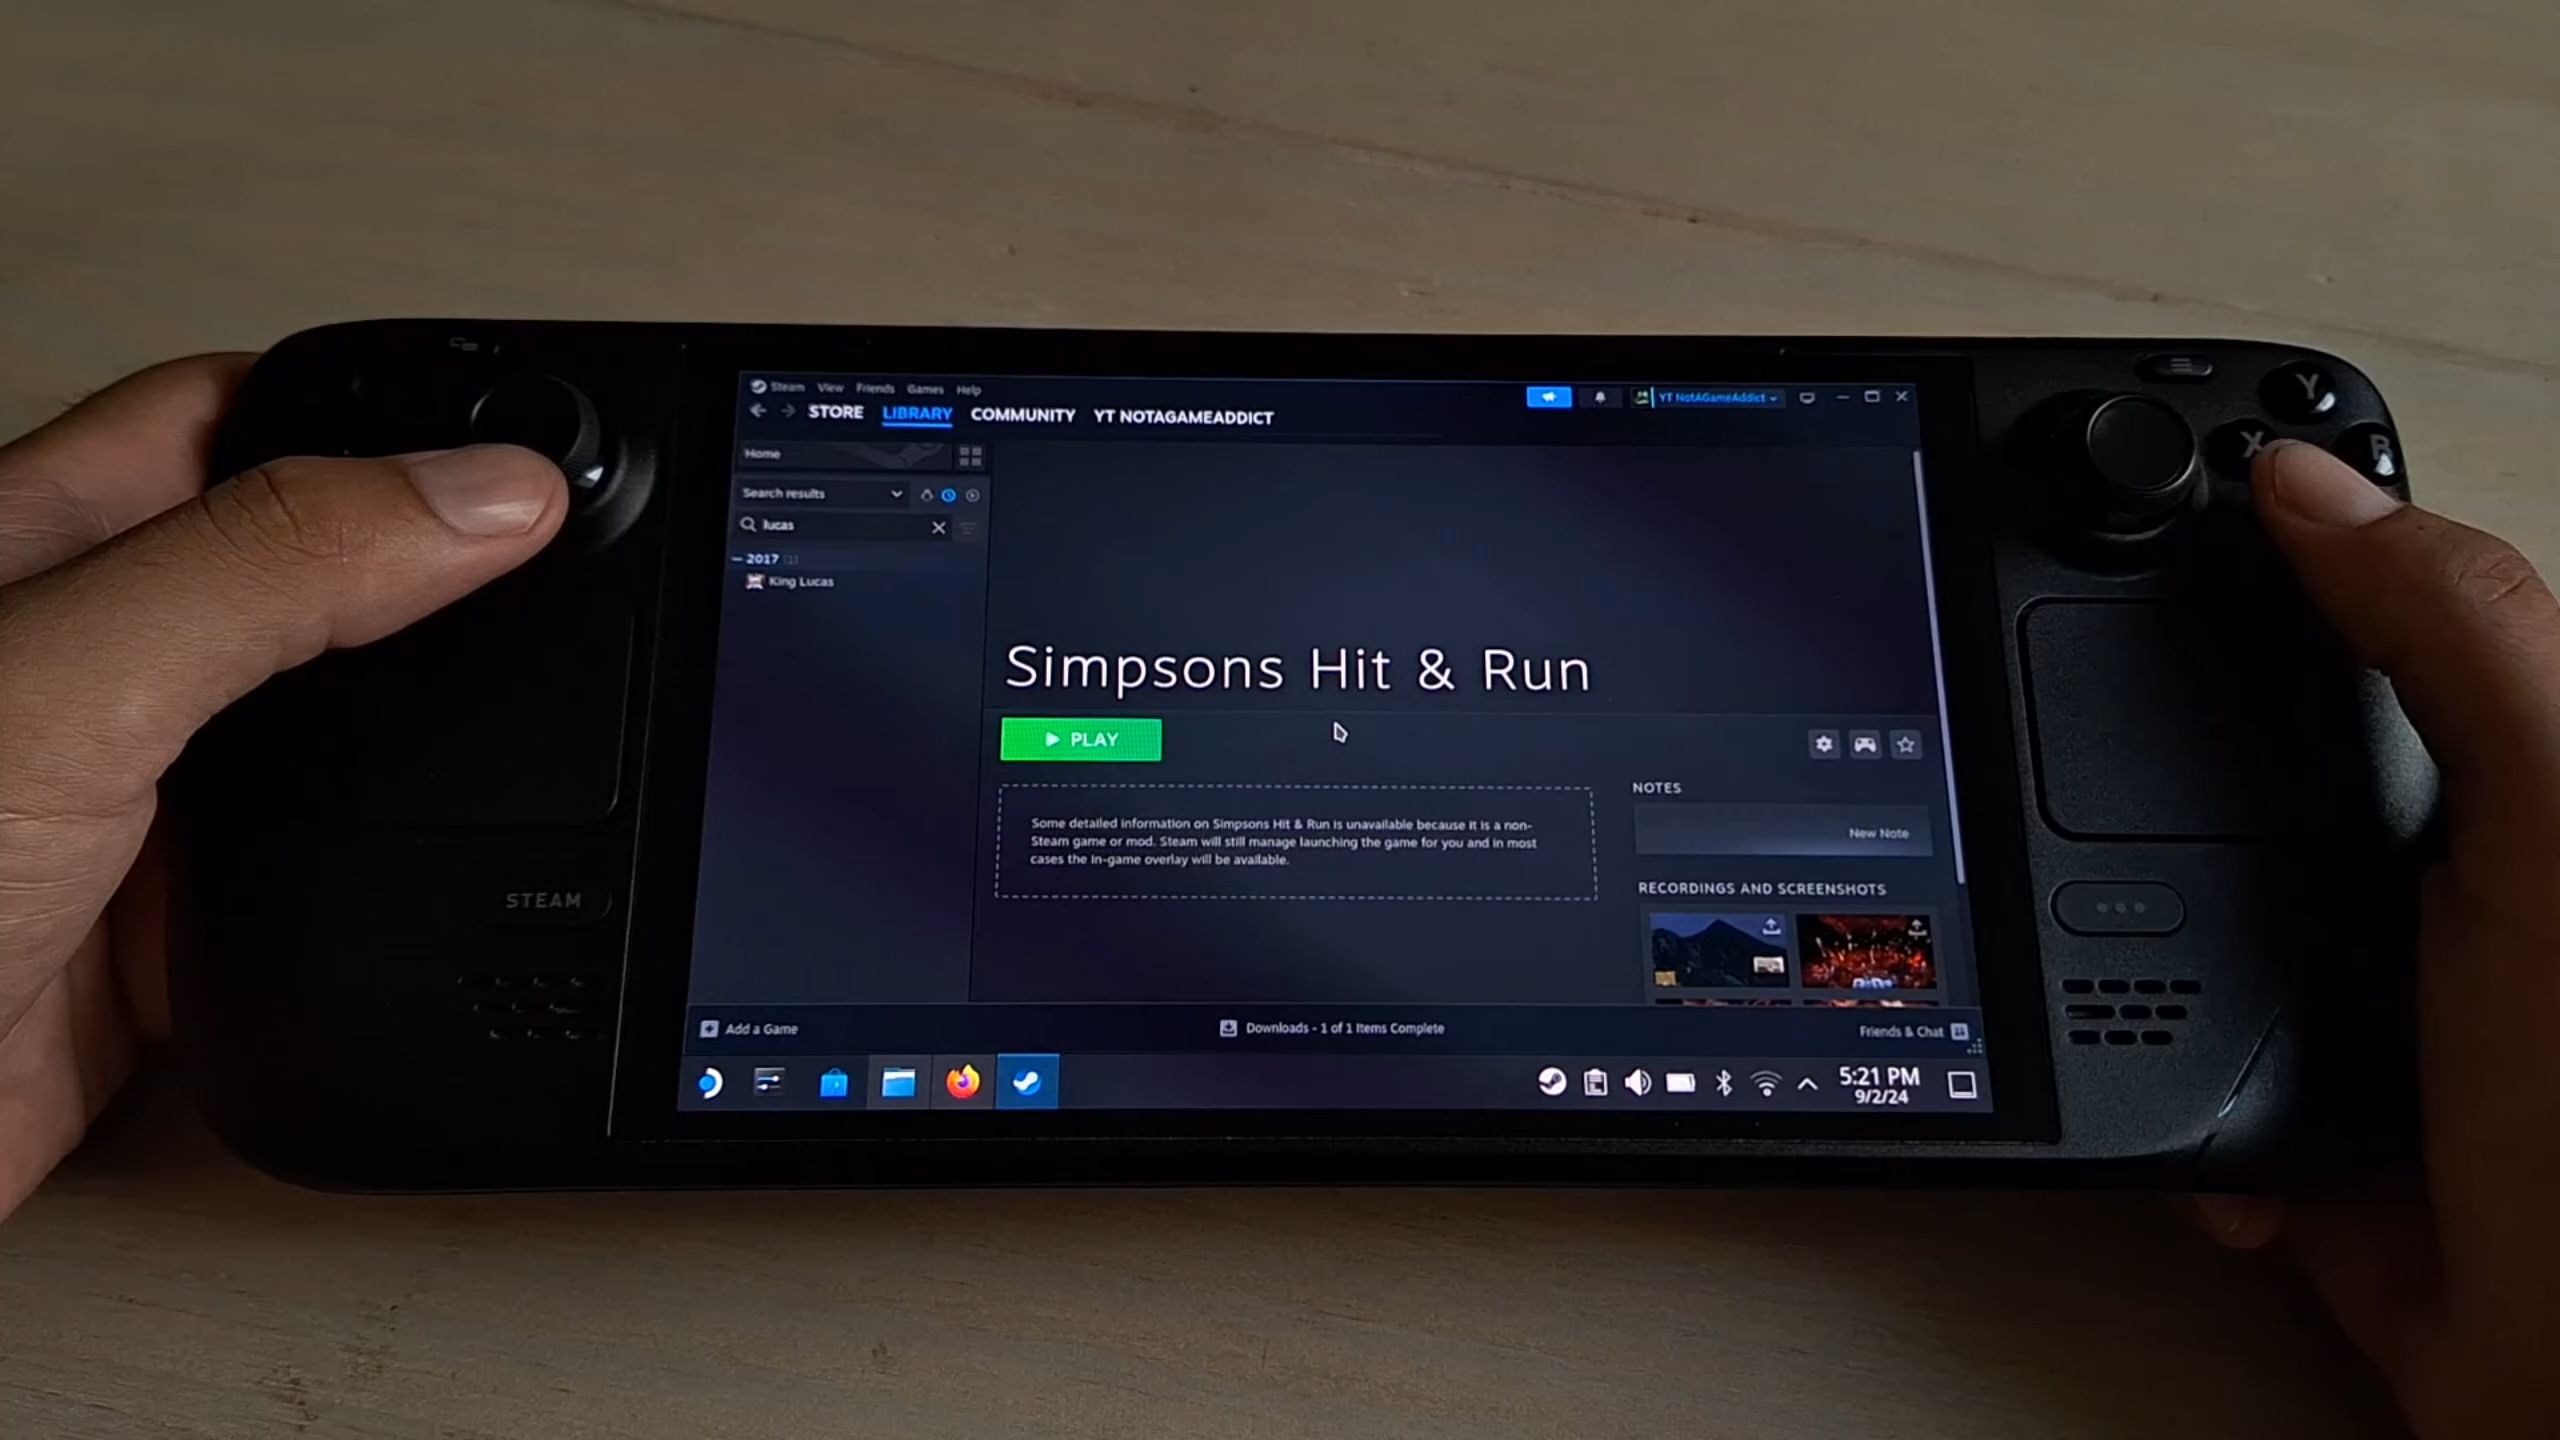 Steam View Friends Games Help
YT NotAGameAddict
STORE LIBRARY COMMUNITY YT NOTAGAMEADDICT
Home
Search results
lucas
2017 (1)
King Lucas
Simpsons Hit & Run
PLAY
Some detailed information on Simpsons Hit & Run is unavailable because it is a non-
Steam game or mod. Steam will still manage launching the game for you and in most
cases the in-game overlay will be available.
NOTES
New Note
RECORDINGS AND SCREENSHOTS
Add a Game
Downloads - 1 of 1 Items Complete
Friends & Chat
5:21 PM
9/2/24
STEAM
Y
X